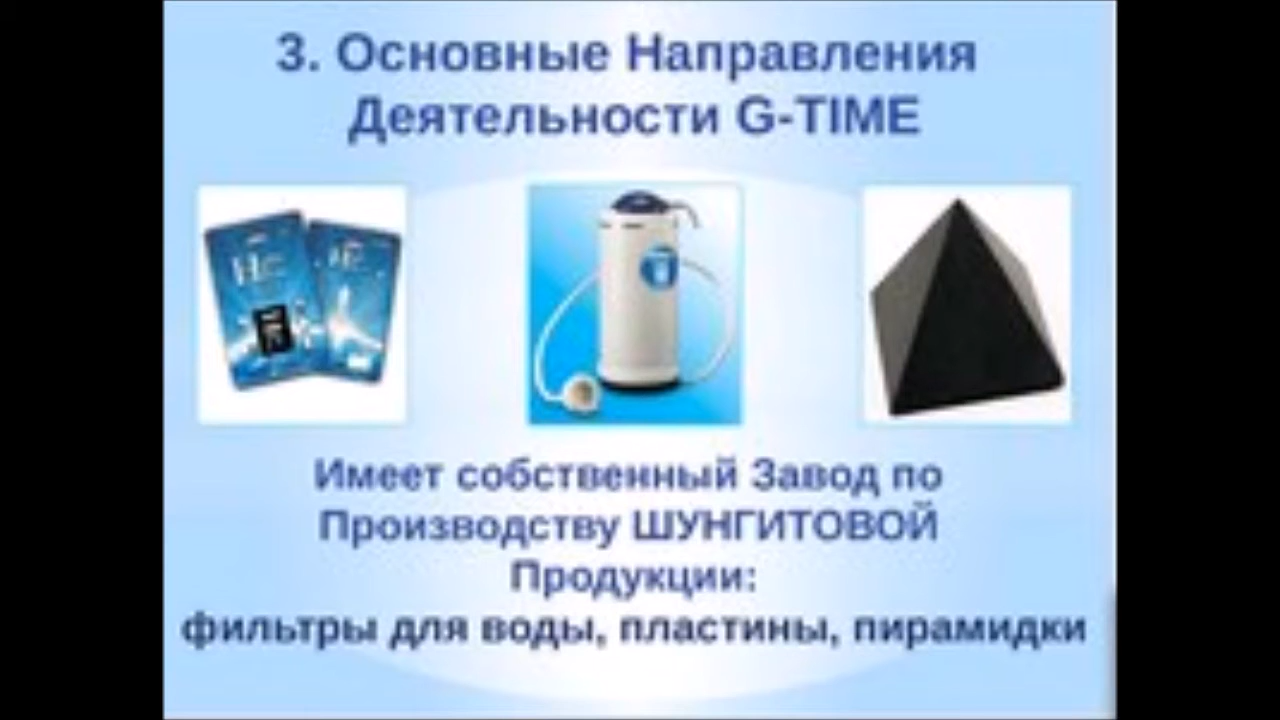 3. Основные Направления
Деятельности G-TIME
Имеет собственный Завод по
Производству ШУНГИТОВОЙ
Продукции:
фильтры для воды, пластины, пирамидки